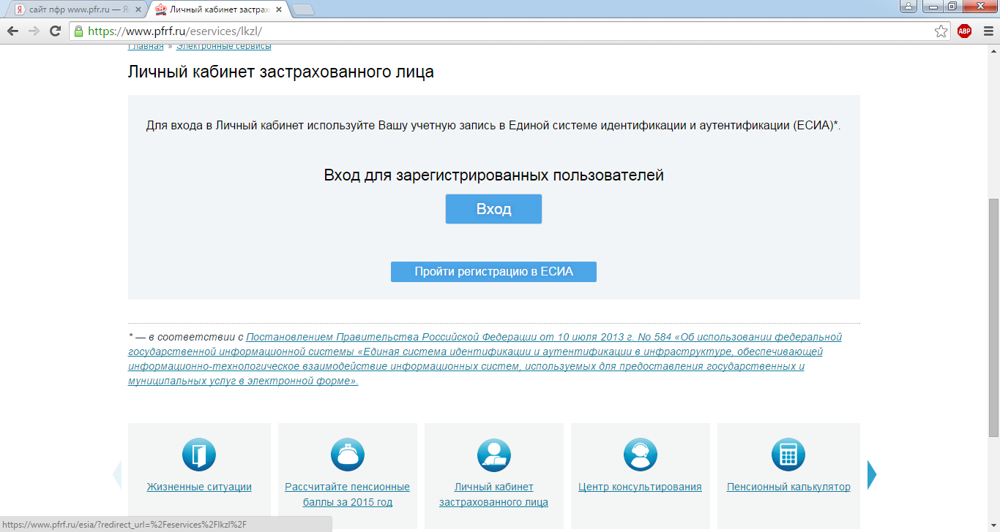 сайт пфр www.pfr.ru — Я
Личный кабинет застрах
https://www.pfrf.ru/eservices/lkzl/
ABP
Главная » Электронные сервисы
Личный кабинет застрахованного лица
Для входа в Личный кабинет используйте Вашу учетную запись в Единой системе идентификации и аутентификации (ЕСИА)*.
Вход для зарегистрированных пользователей
Вход
Пройти регистрацию в ЕСИА
* — в соответствии с Постановлением Правительства Российской Федерации от 10 июля 2013 г. No 584 «Об использовании федеральной
государственной информационной системы «Единая система идентификации и аутентификации в инфраструктуре, обеспечивающей
информационно-технологическое взаимодействие информационных систем, используемых для предоставления государственных и
муниципальных услуг в электронной форме».
Жизненные ситуации
Рассчитайте пенсионные
баллы за 2015 год
Личный кабинет
застрахованного лица
Центр консультирования
Пенсионный калькулятор
https://www.pfrf.ru/esia/?redirect_url=%2Feservices%2Flkzl%2F